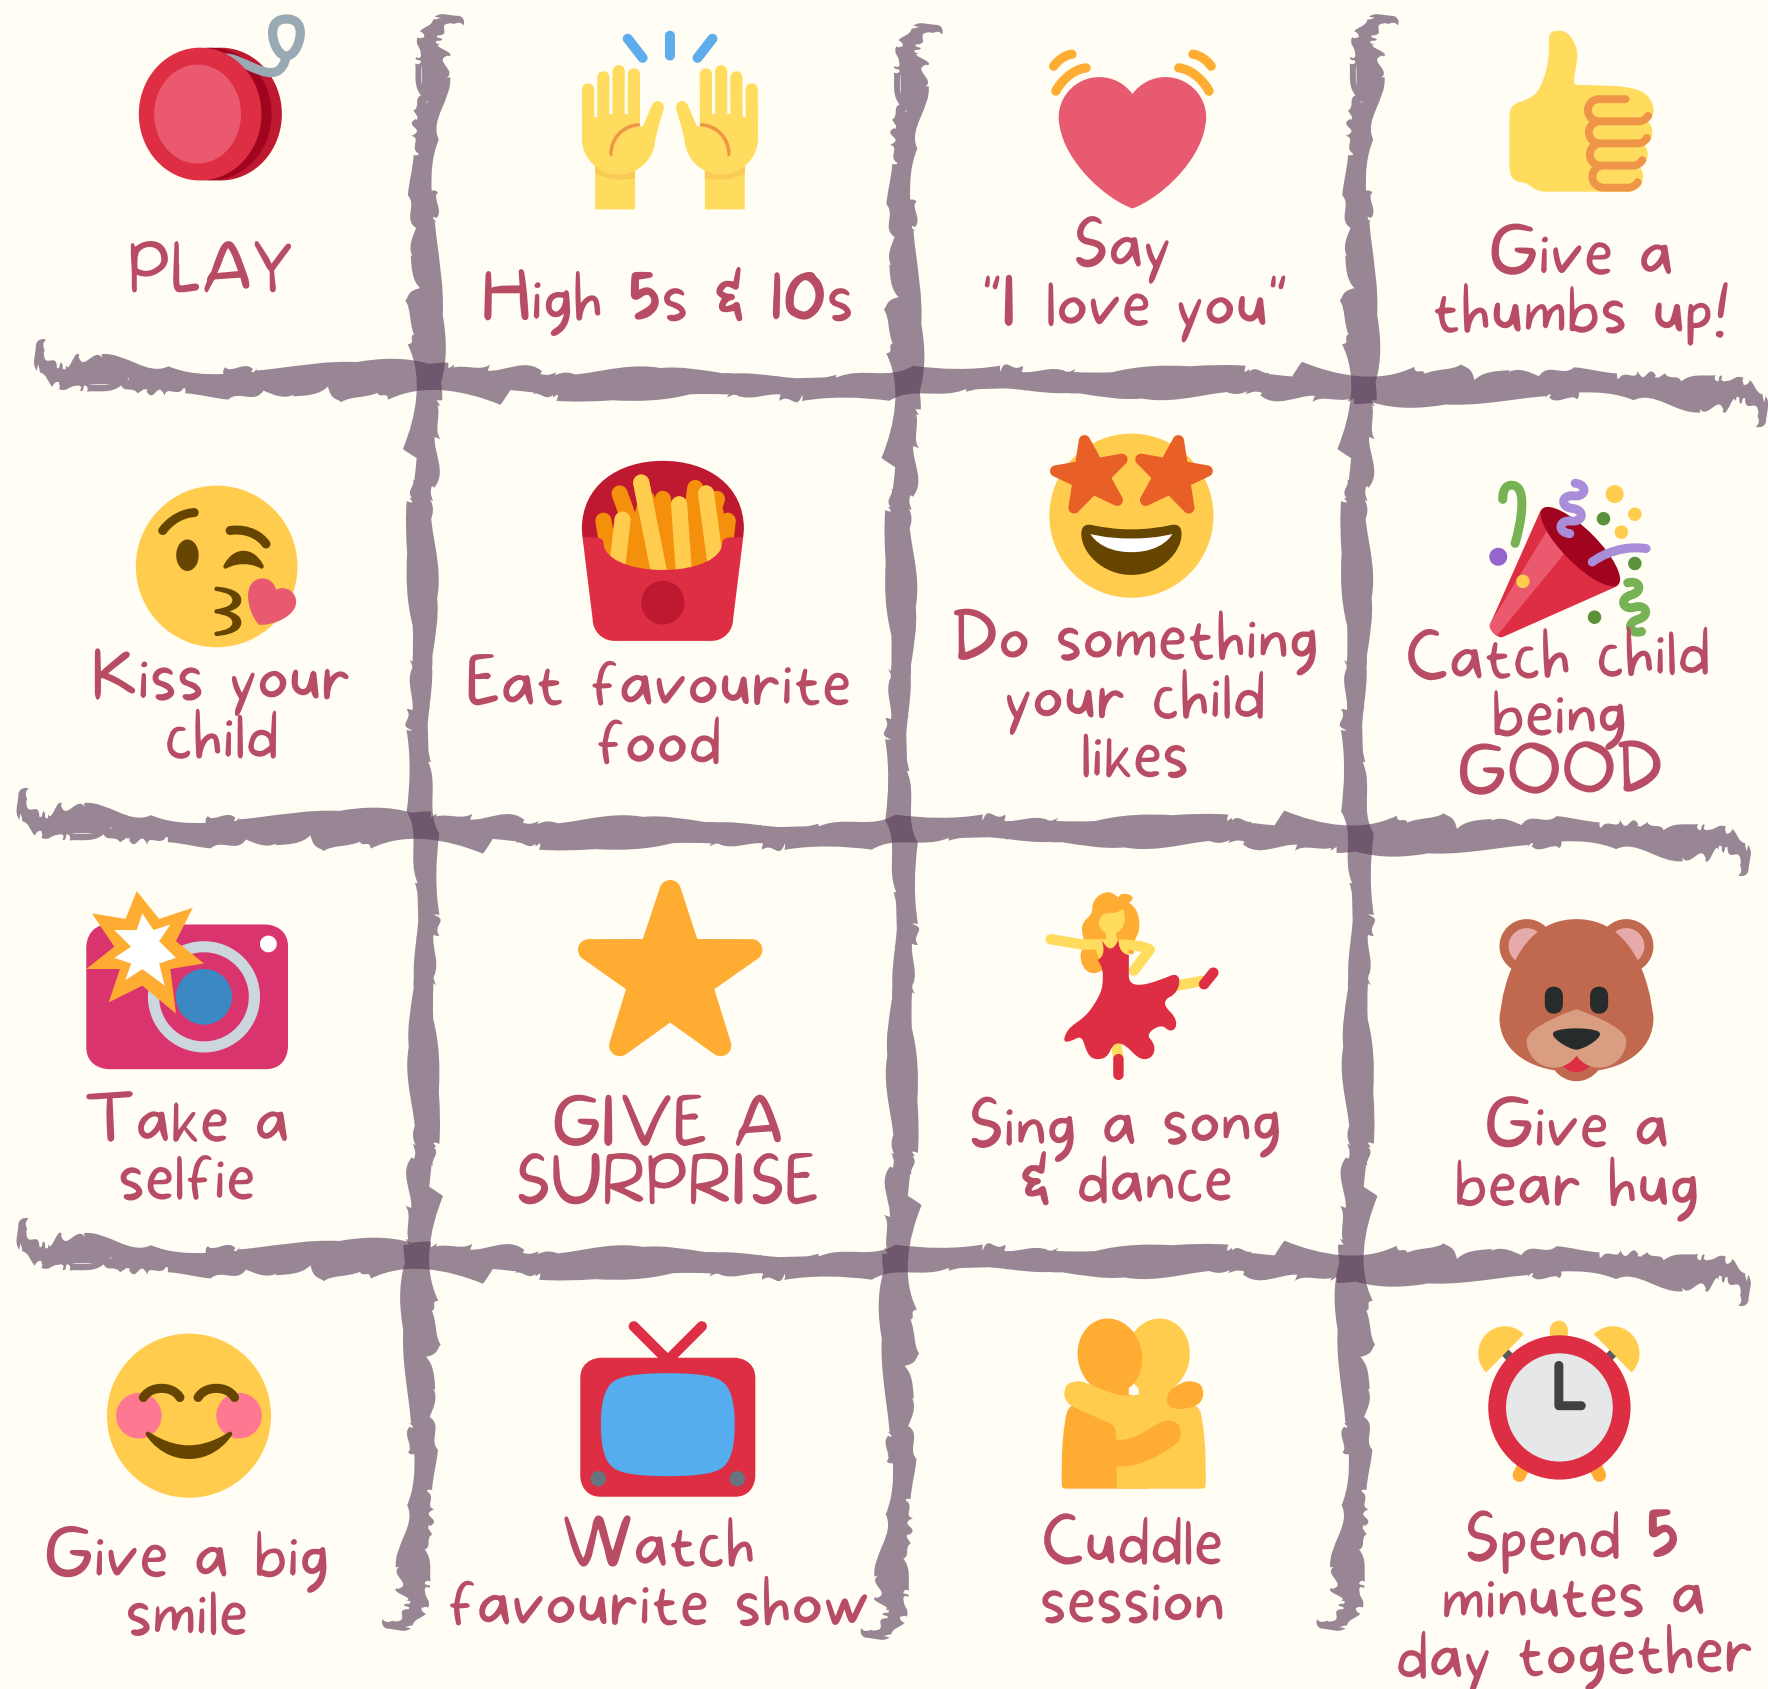 PLAY
High 5s & 10s
Say
"I love you"
Give a
thumbs up!
Kiss your
child
Eat favourite
food
Do something
your child
likes
Catch child
being
GOOD
Take a
selfie
GIVE A
SURPRISE
Sing a song
& dance
Give a
bear hug
Give a big
smile
Watch
favourite show
Cuddle
session
Spend 5
minutes a
day together